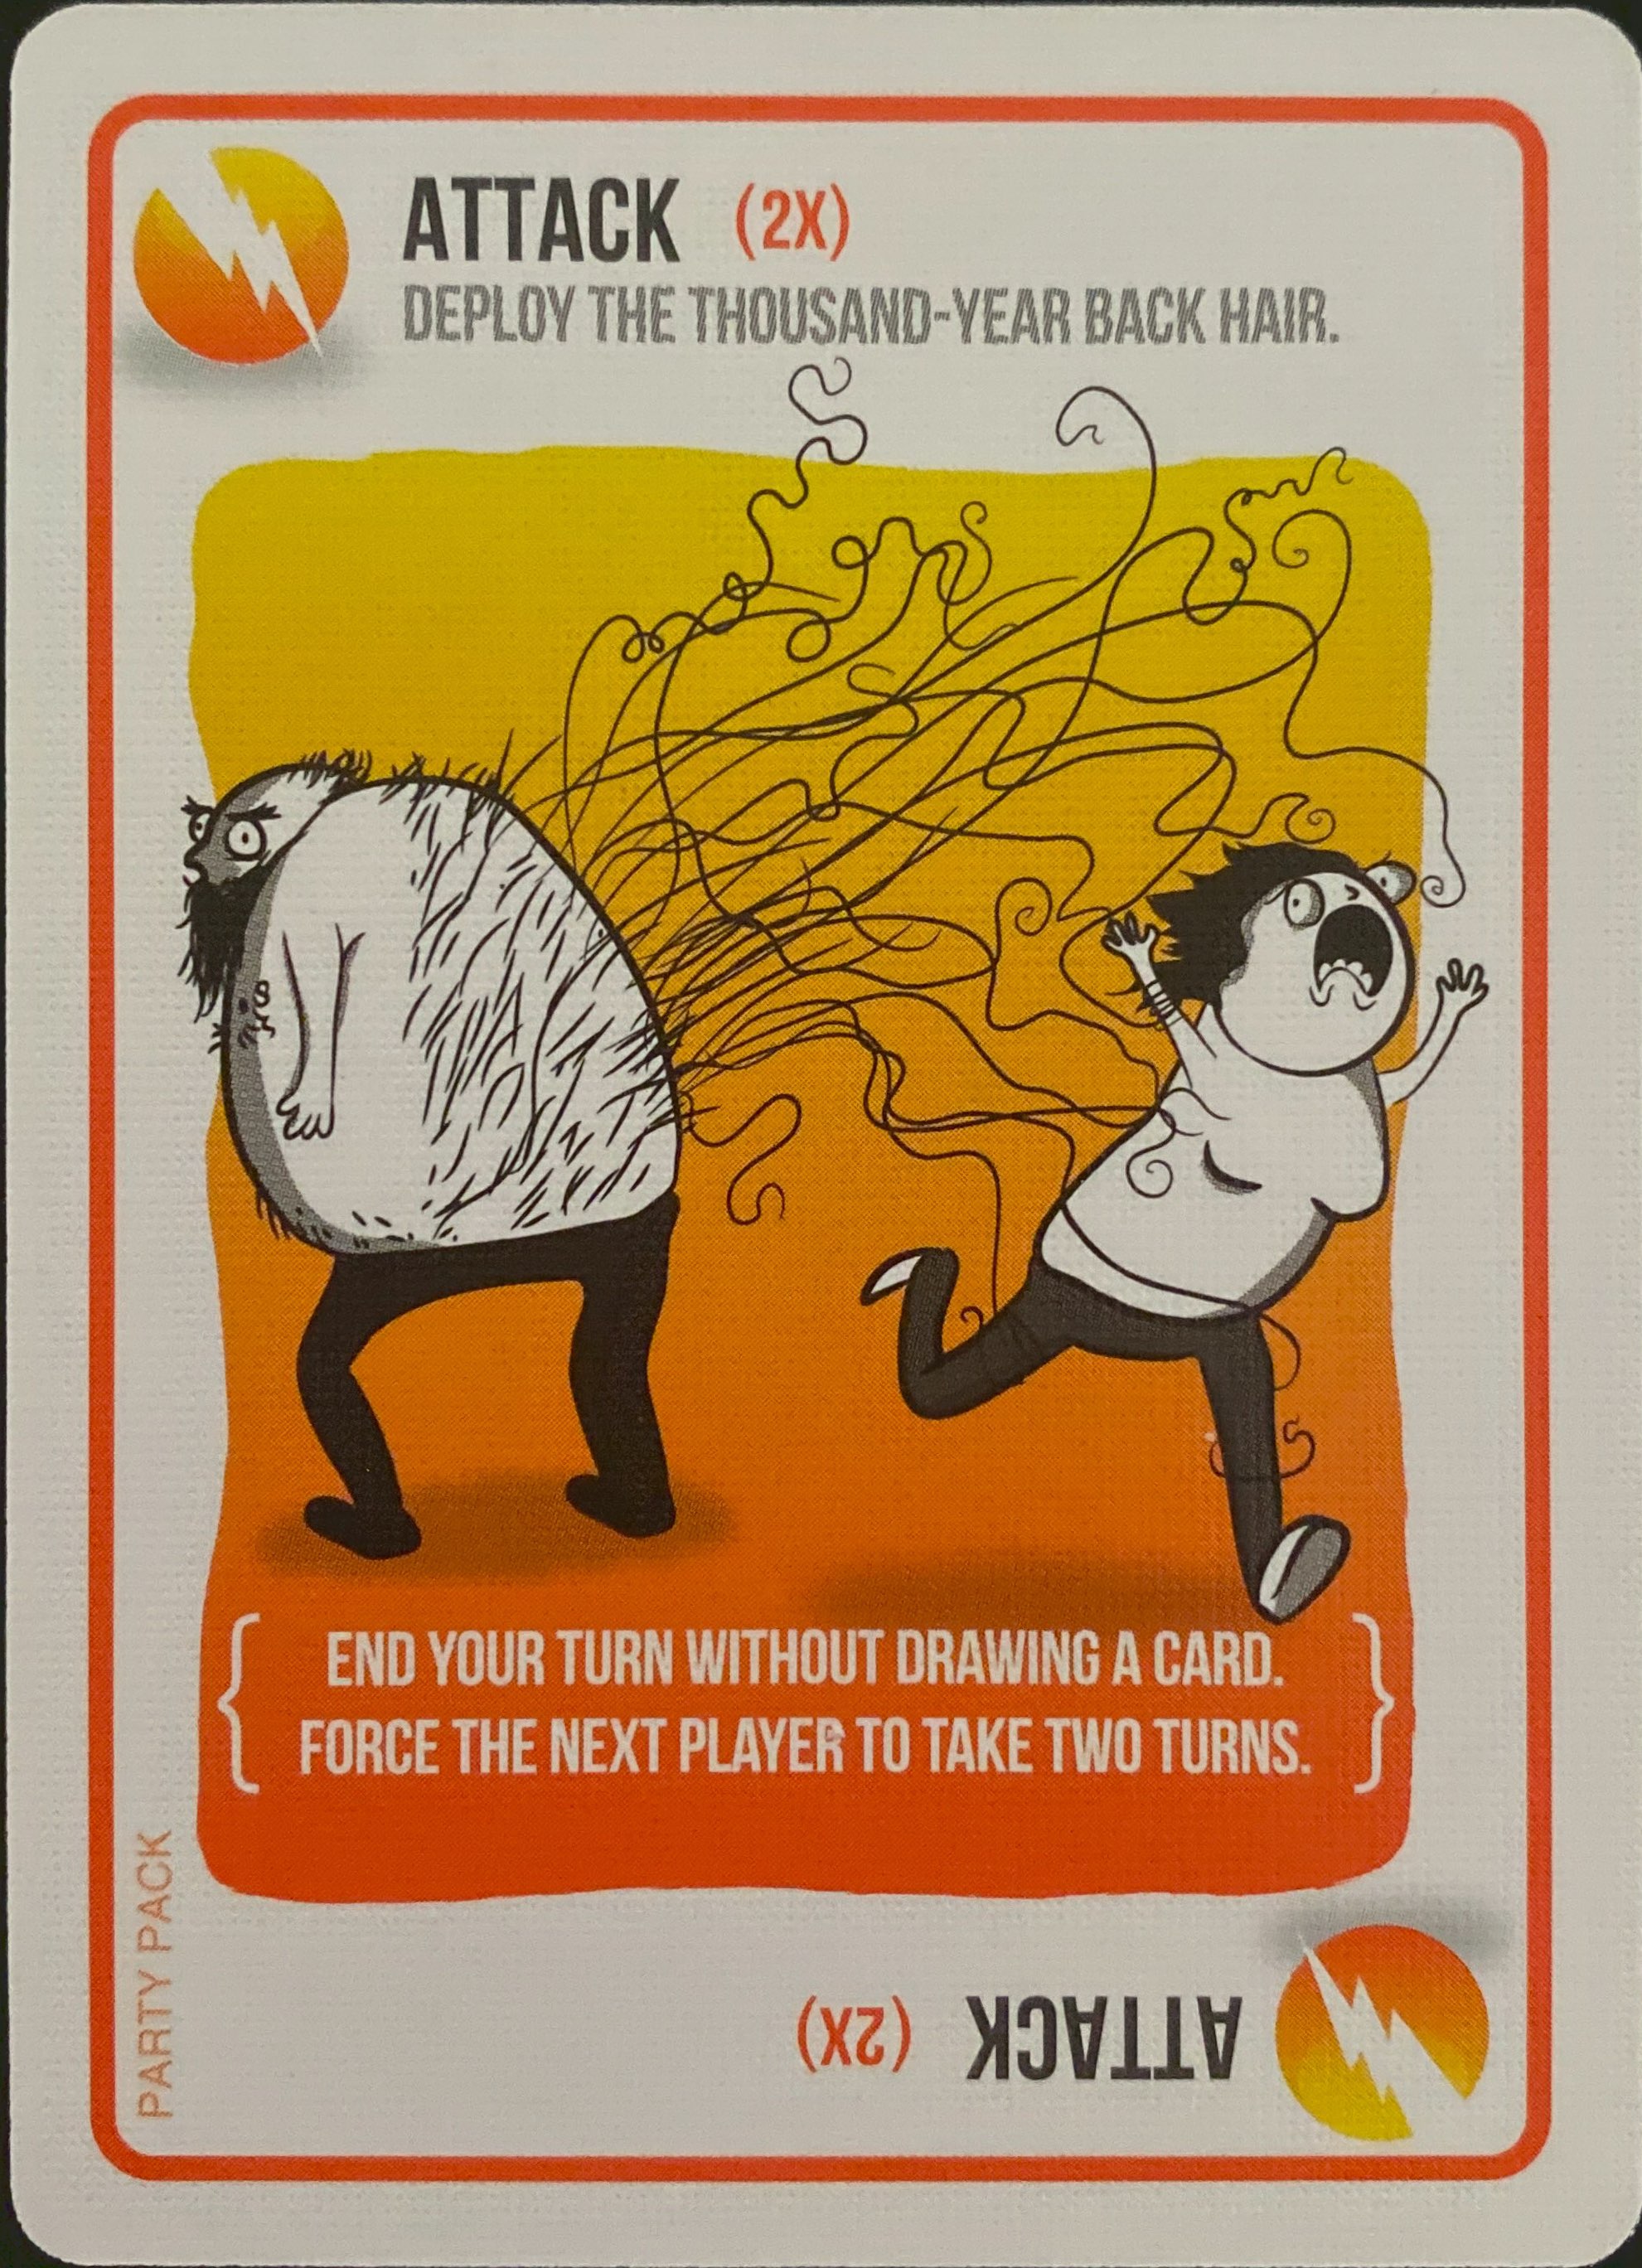 ATTACK (2X)
DEPLOY THE THOUSAND-YEAR BACK HAIR.
END YOUR TURN WITHOUT DRAWING A CARD.
FORCE THE NEXT PLAYER TO TAKE TWO TURNS.
PARTY PACK
ATTACK (2X)